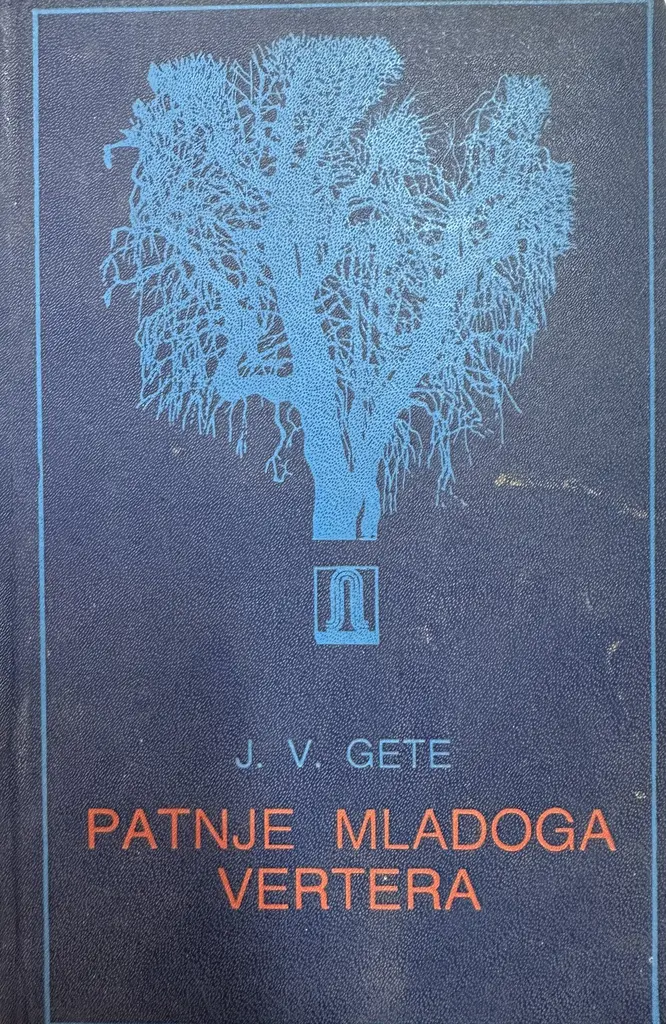 J. V. GETE
PATNJE MLADOGA
VERTERA